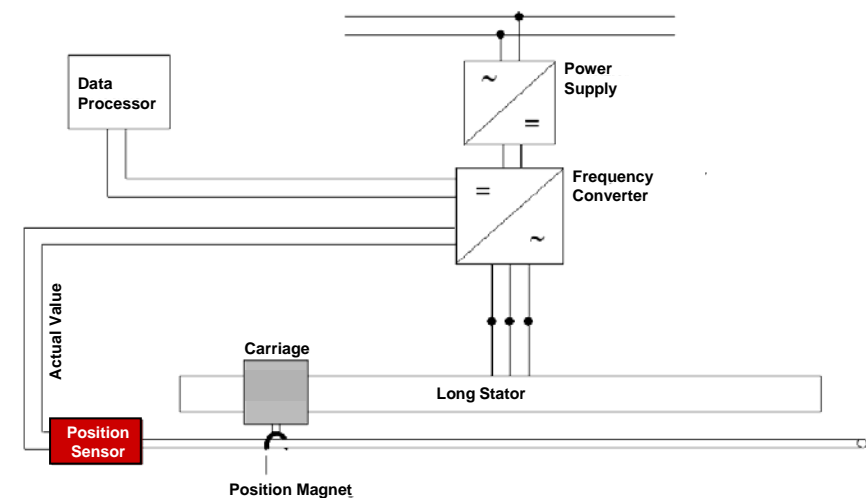 Data
Processor
~
=
Power
Supply
=
~
Frequency
Converter
Actual Value
Carriage
Long Stator
Position
Sensor
Position Magnet